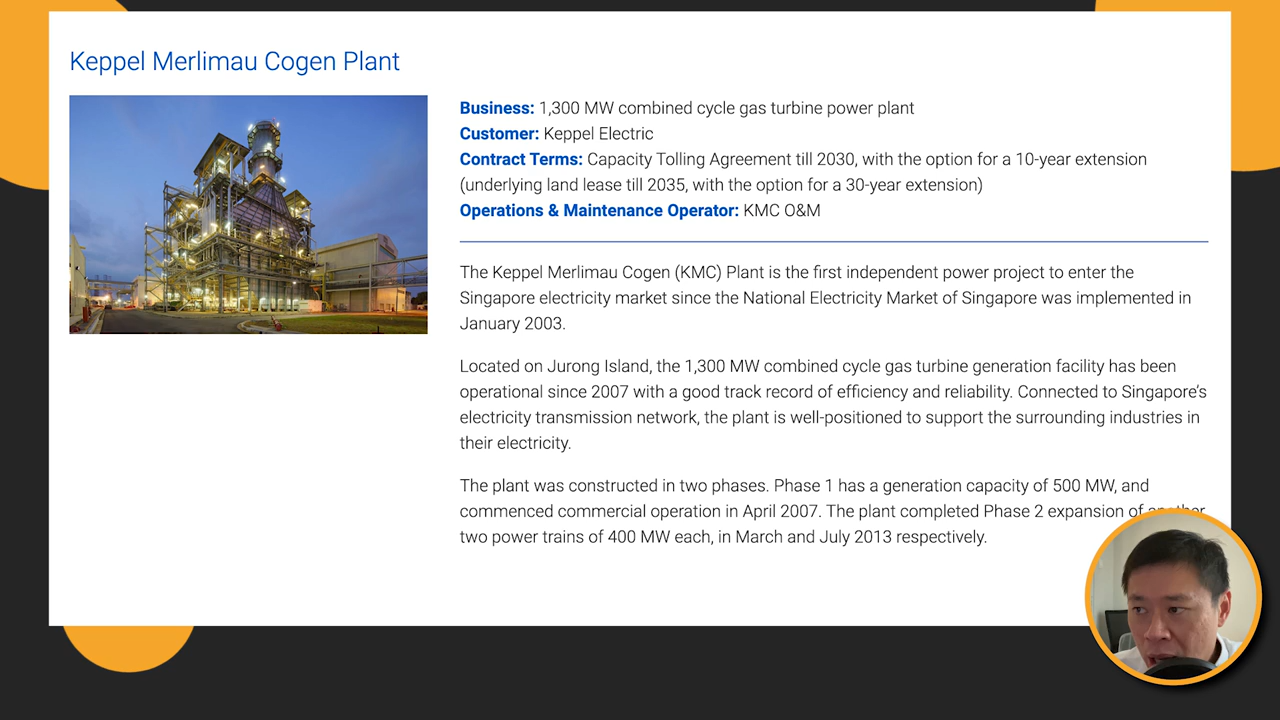 Keppel Merlimau Cogen Plant
Business: 1,300 MW combined cycle gas turbine power plant
Customer: Keppel Electric
Contract Terms: Capacity Tolling Agreement till 2030, with the option for a 10-year extension
(underlying land lease till 2035, with the option for a 30-year extension)
Operations & Maintenance Operator: KMC O&M
The Keppel Merlimau Cogen (KMC) Plant is the first independent power project to enter the
Singapore electricity market since the National Electricity Market of Singapore was implemented in
January 2003.
Located on Jurong Island, the 1,300 MW combined cycle gas turbine generation facility has been
operational since 2007 with a good track record of efficiency and reliability. Connected to Singapore's
electricity transmission network, the plant is well-positioned to support the surrounding industries in
their electricity.
The plant was constructed in two phases. Phase 1 has a generation capacity of 500 MW, and
commenced commercial operation in April 2007. The plant completed Phase 2 expansion of another
two power trains of 400 MW each, in March and July 2013 respectively.